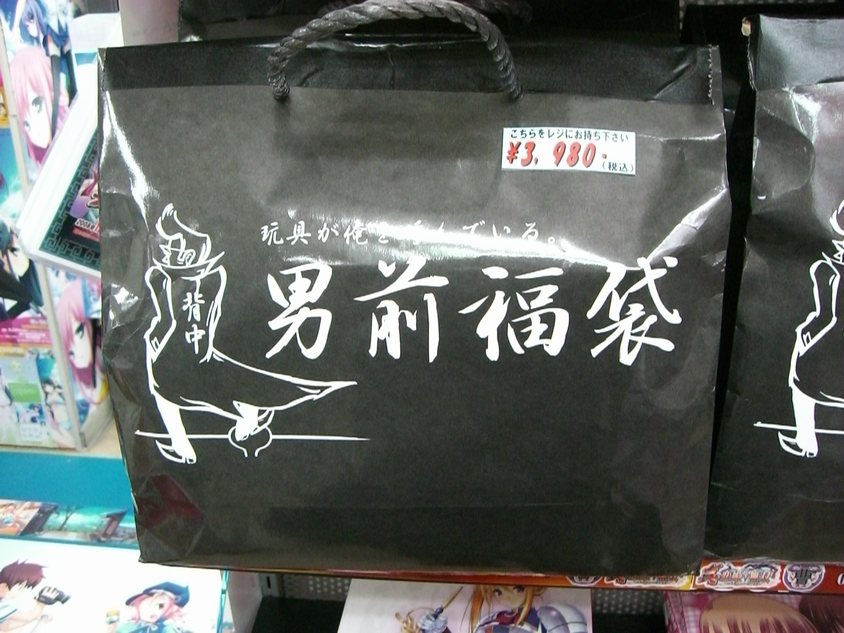 こちらをレジにお持ち下さい
¥3,980.
(税込)
玩具が俺を でいる。
男前福袋
背中